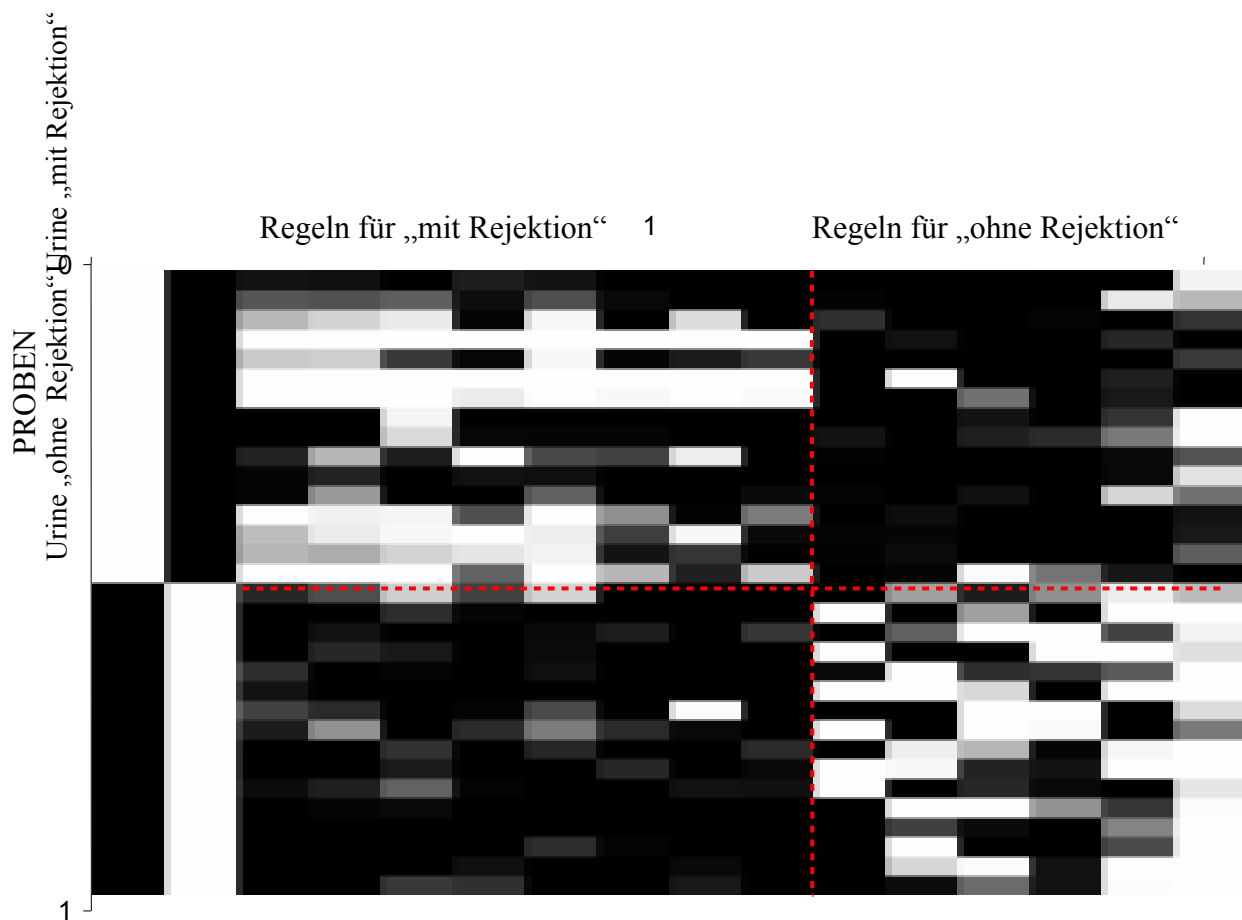 Regeln für „mit Rejektion“
1
Regeln für „ohne Rejektion“
0
PROBEN
Urine „ohne Rejektion“
Urine „mit Rejektion“
1